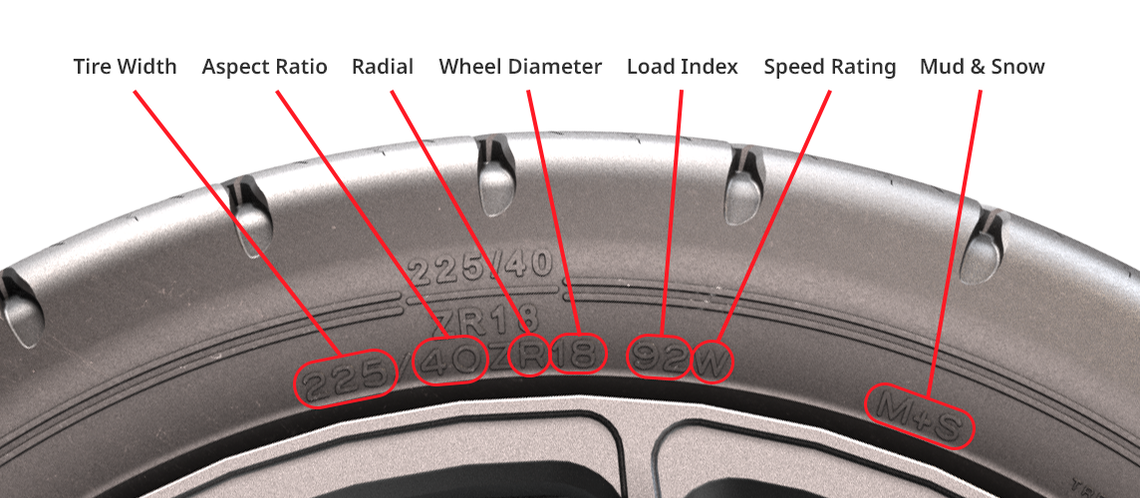 Tire Width Aspect Ratio Radial Wheel Diameter Load Index Speed Rating Mud & Snow
225/40
ZR18
225/40ZR18 92W
M+S